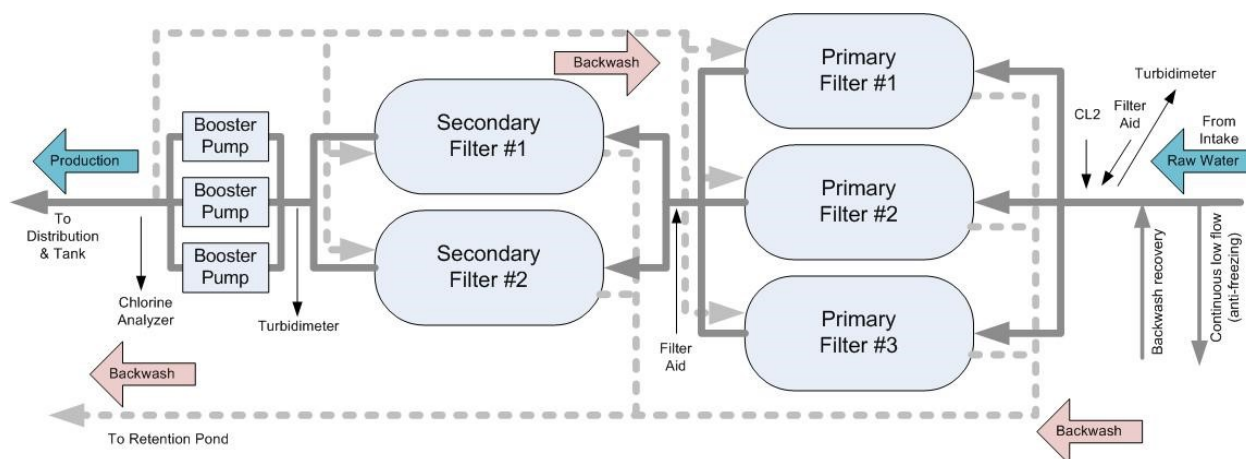 Backwash
Primary
Filter #1
Turbidimeter
CL2
Filter
Aid
From
Intake
Raw Water
Booster
Pump
Secondary
Filter #1
Production
Booster
Pump
Primary
Filter #2
To
Distribution
& Tank
Booster
Pump
Secondary
Filter #2
Backwash recovery
Continuous low flow
(anti-freezing)
Chlorine
Analyzer
Turbidimeter
Filter
Aid
Primary
Filter #3
Backwash
To Retention Pond
Backwash